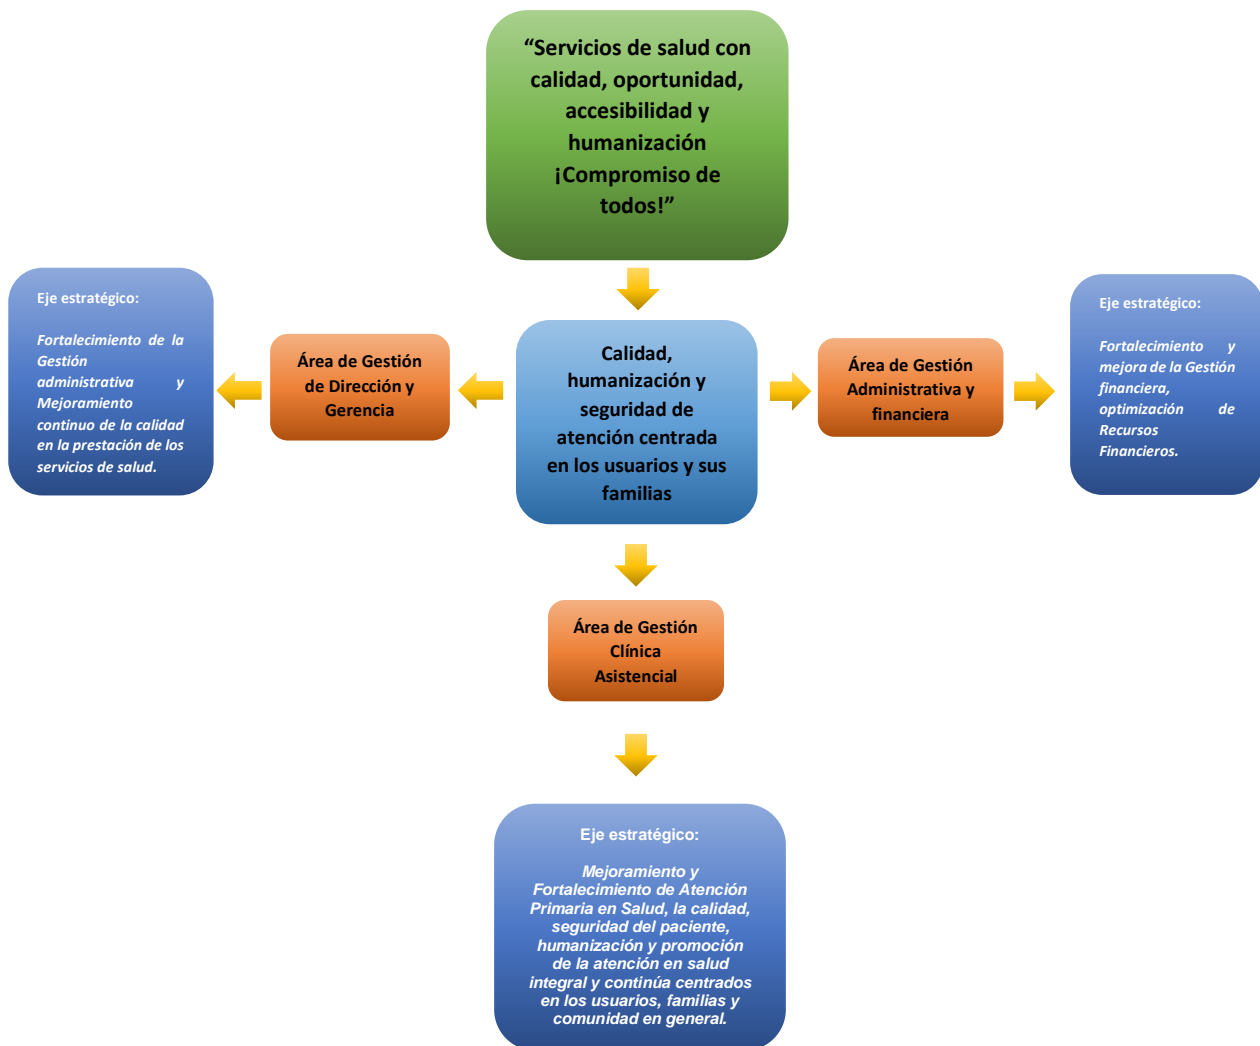 “Servicios de salud con
calidad, oportunidad,
accesibilidad y
humanización
¡Compromiso de
todos!”
Eje estratégico:
Fortalecimiento de la
Gestión
administrativa y
Mejoramiento
continuo de la calidad
en la prestación de los
servicios de salud.
Área de Gestión
de Dirección y
Gerencia
Calidad,
humanización y
seguridad de
atención centrada
en los usuarios y sus
familias
Área de Gestión
Administrativa y
financiera
Eje estratégico:
Fortalecimiento y
mejora de la Gestión
financiera,
optimización de
Recursos
Financieros.
Área de Gestión
Clínica
Asistencial
Eje estratégico:
Mejoramiento y
Fortalecimiento de Atención
Primaria en Salud, la calidad,
seguridad del paciente,
humanización y promoción
de la atención en salud
integral y continúa centrados
en los usuarios, familias y
comunidad en general.